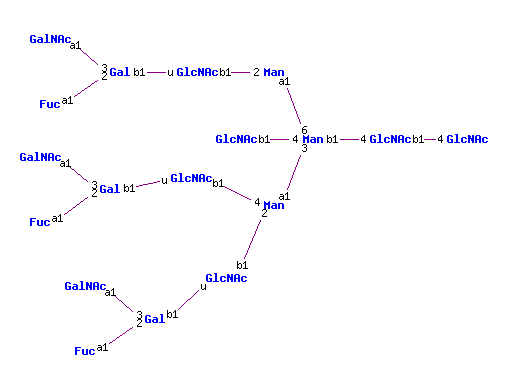 GalNAc a1
3 Gal b1 u GlcNAc b1 2 Man
2
a1
Fuc a1
6
GlcNAc b1 4 Man b1 4 GlcNAc b1 4 GlcNAc
3
GalNAc a1
u GlcNAc b1
3 Gal b1
2
a1
4 Man
2
Fuc a1
b1
GlcNAc
u
GalNAc a1
3 Gal b1
2
Fuc a1